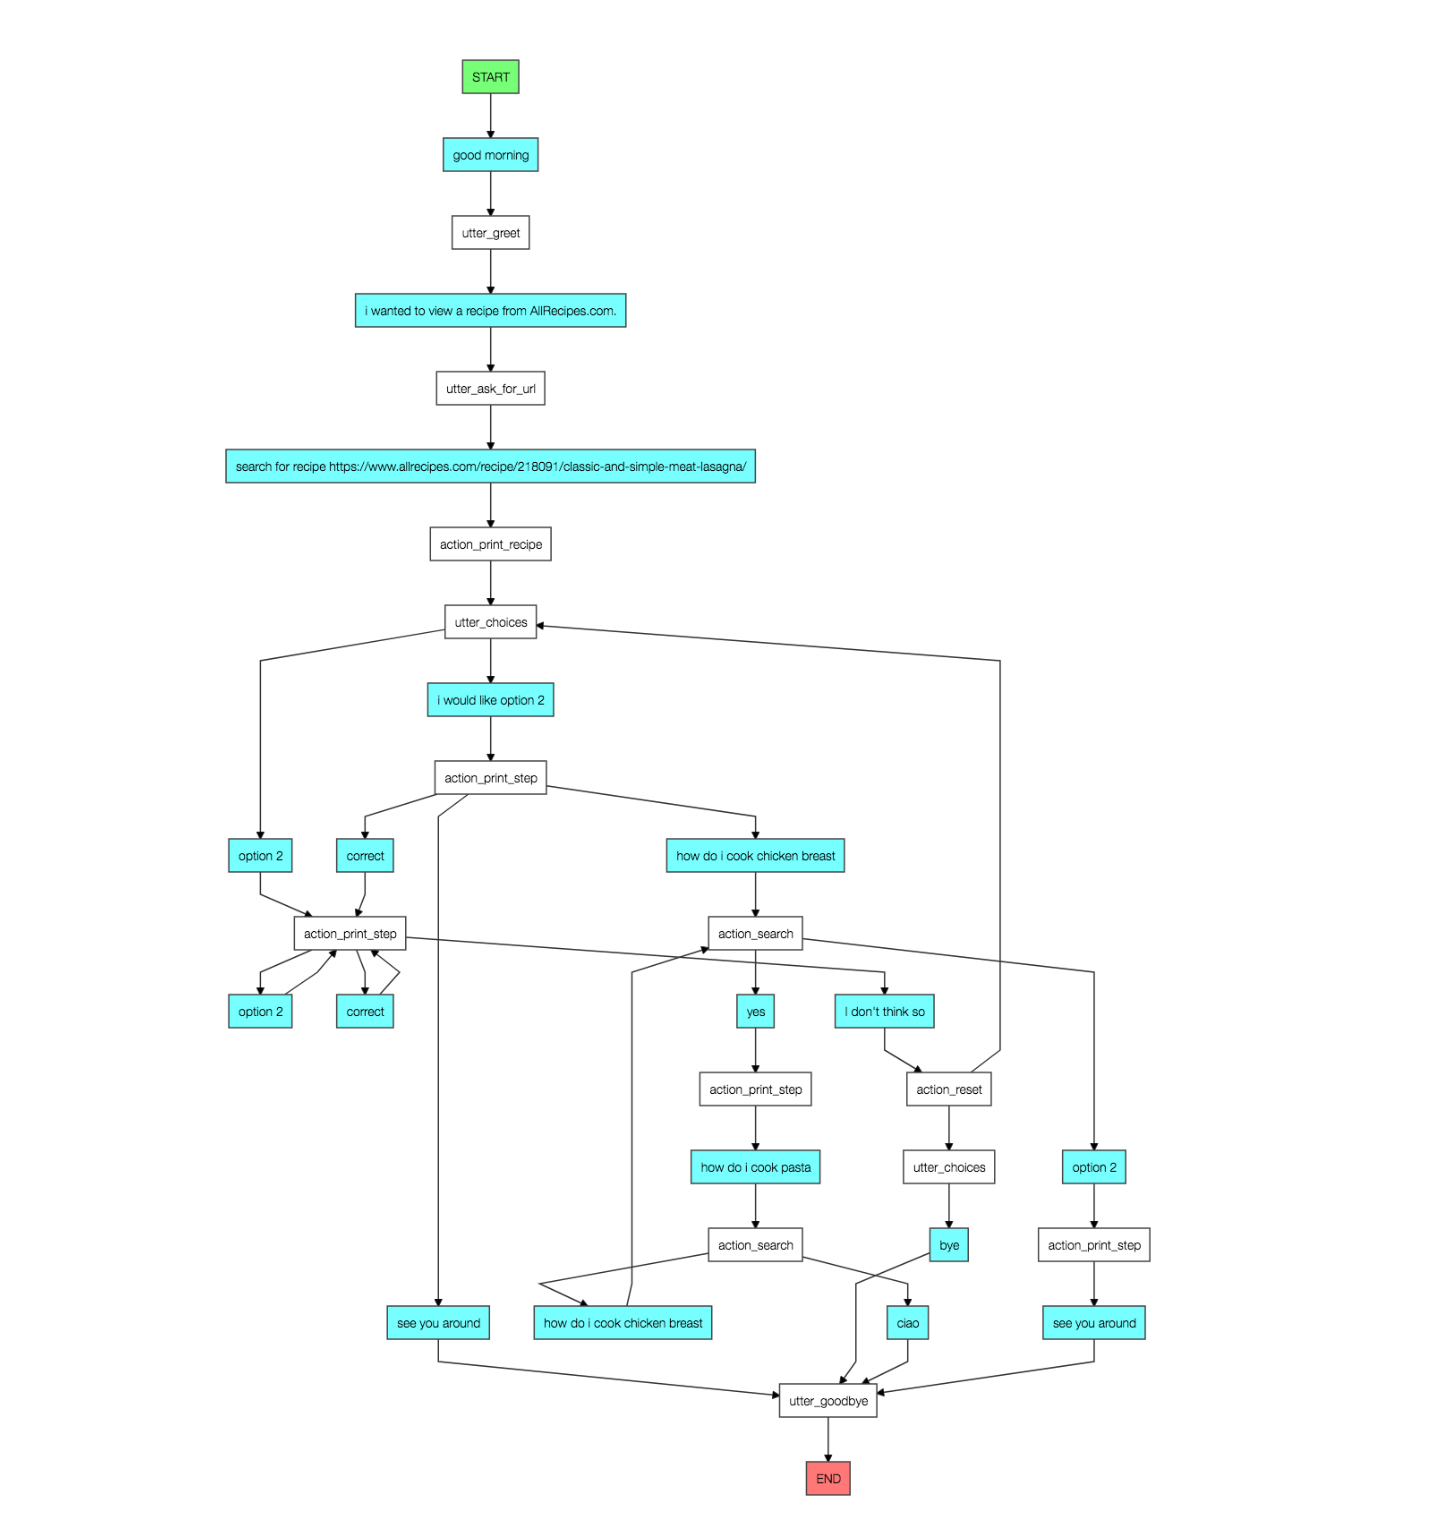 START
good morning
utter_greet
i wanted to view a recipe from AllRecipes.com.
utter_ask_for_url
search for recipe https://www.allrecipes.com/recipe/218091/classic-and-simple-meat-lasagna/
action_print_recipe
utter_choices
i would like option 2
action_print_step
option 2
correct
how do i cook chicken breast
action_print_step
action_search
option 2
correct
yes
I don't think so
action_print_step
action_reset
how do i cook pasta
utter_choices
option 2
action_search
bye
action_print_step
see you around
how do i cook chicken breast
ciao
see you around
utter_goodbye
END